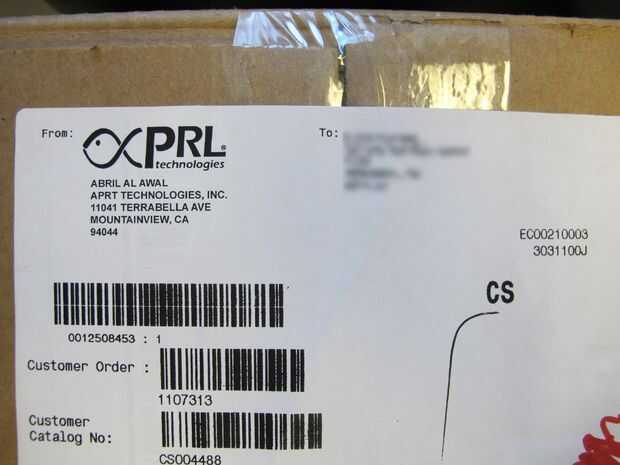 From:
PRL®
technologies
ABRIL AL AWAL
APRT TECHNOLOGIES, INC.
11041 TERRABELLA AVE
MOUNTAINVIEW, CA
94044
To:
EC00210003
3031100J
CS
0012508453 : 1
Customer Order :
1107313
Customer
Catalog No:
CS004488